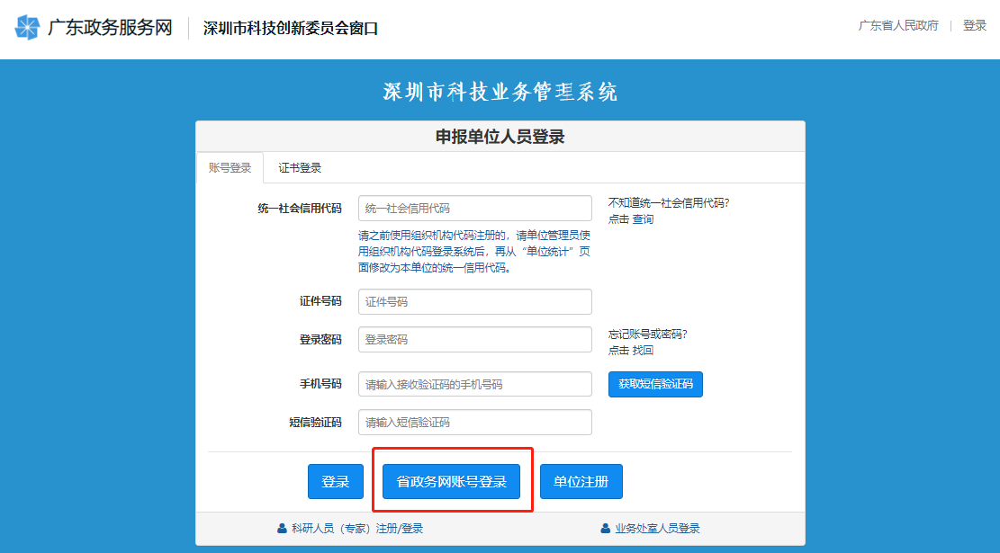 广东政务服务网
深圳市科技创新委员会窗口
广东省人民政府 | 登录
深圳市科技业务管理系统
申报单位人员登录
账号登录 证书登录
统一社会信用代码 统一社会信用代码 不知道统一社会信用代码?
点击 查询
请之前使用组织机构代码注册的，请单位管理员使
用组织机构代码登录系统后，再从“单位统计”页
面修改为本单位的统一信用代码。
证件号码 证件号码
登录密码 登录密码 忘记账号或密码?
点击 找回
手机号码 请输入接收验证码的手机号码 获取短信验证码
短信验证码 请输入短信验证码
登录 省政务网账号登录 单位注册
科研人员（专家）注册/登录 业务处室人员登录